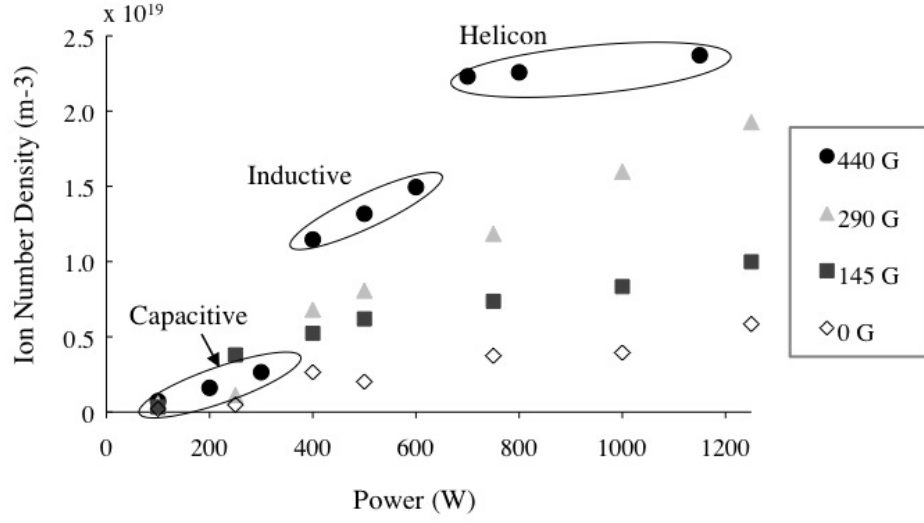 x 10¹⁹
2.5
2.0
1.5
1.0
0.5
0
Ion Number Density (m-3)
Helicon
Inductive
Capacitive
440 G
290 G
145 G
0 G
0 200 400 600 800 1000 1200
Power (W)